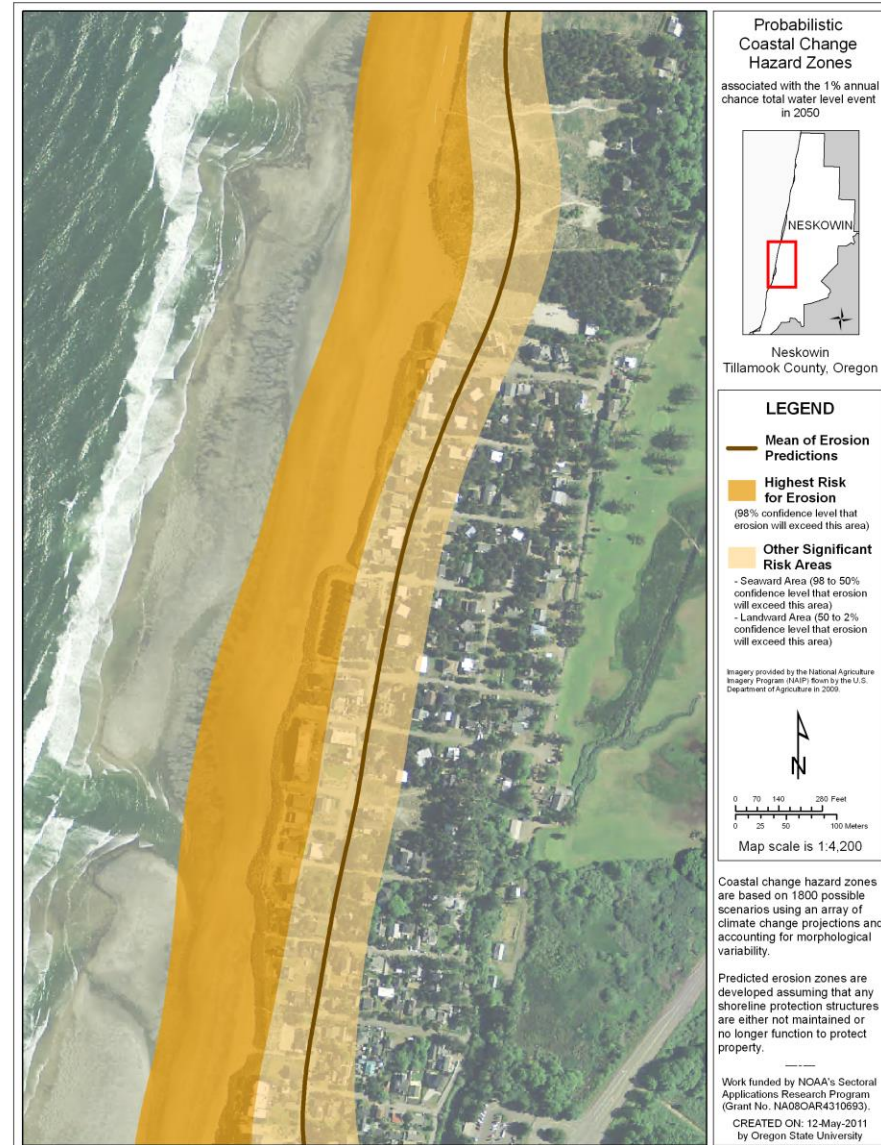 Probabilistic
Coastal Change
Hazard Zones
associated with the 1% annual
chance total water level event
in 2050
NESKOWIN
Neskowin
Tillamook County, Oregon
LEGEND
Mean of Erosion
Predictions
Highest Risk
for Erosion
(98% confidence level that
erosion will exceed this area)
Other Significant
Risk Areas
- Seaward Area (98 to 50%
confidence level that erosion
will exceed this area)
- Landward Area (50 to 2%
confidence level that erosion
will exceed this area)
Imagery provided by the National Agriculture
Imagery Program (NAIP) flown by the U.S.
Department of Agriculture in 2009.
N
0 70 140 280 Feet
0 25 50 100 Meters
Map scale is 1:4,200
Coastal change hazard zones
are based on 1800 possible
scenarios using an array of
climate change projections and
accounting for morphological
variability.
Predicted erosion zones are
developed assuming that any
shoreline protection structures
are either not maintained or
no longer function to protect
property.
Work funded by NOAA's Sectoral
Applications Research Program
(Grant No. NA08OAR4310693).
CREATED ON: 12-May-2011
by Oregon State University